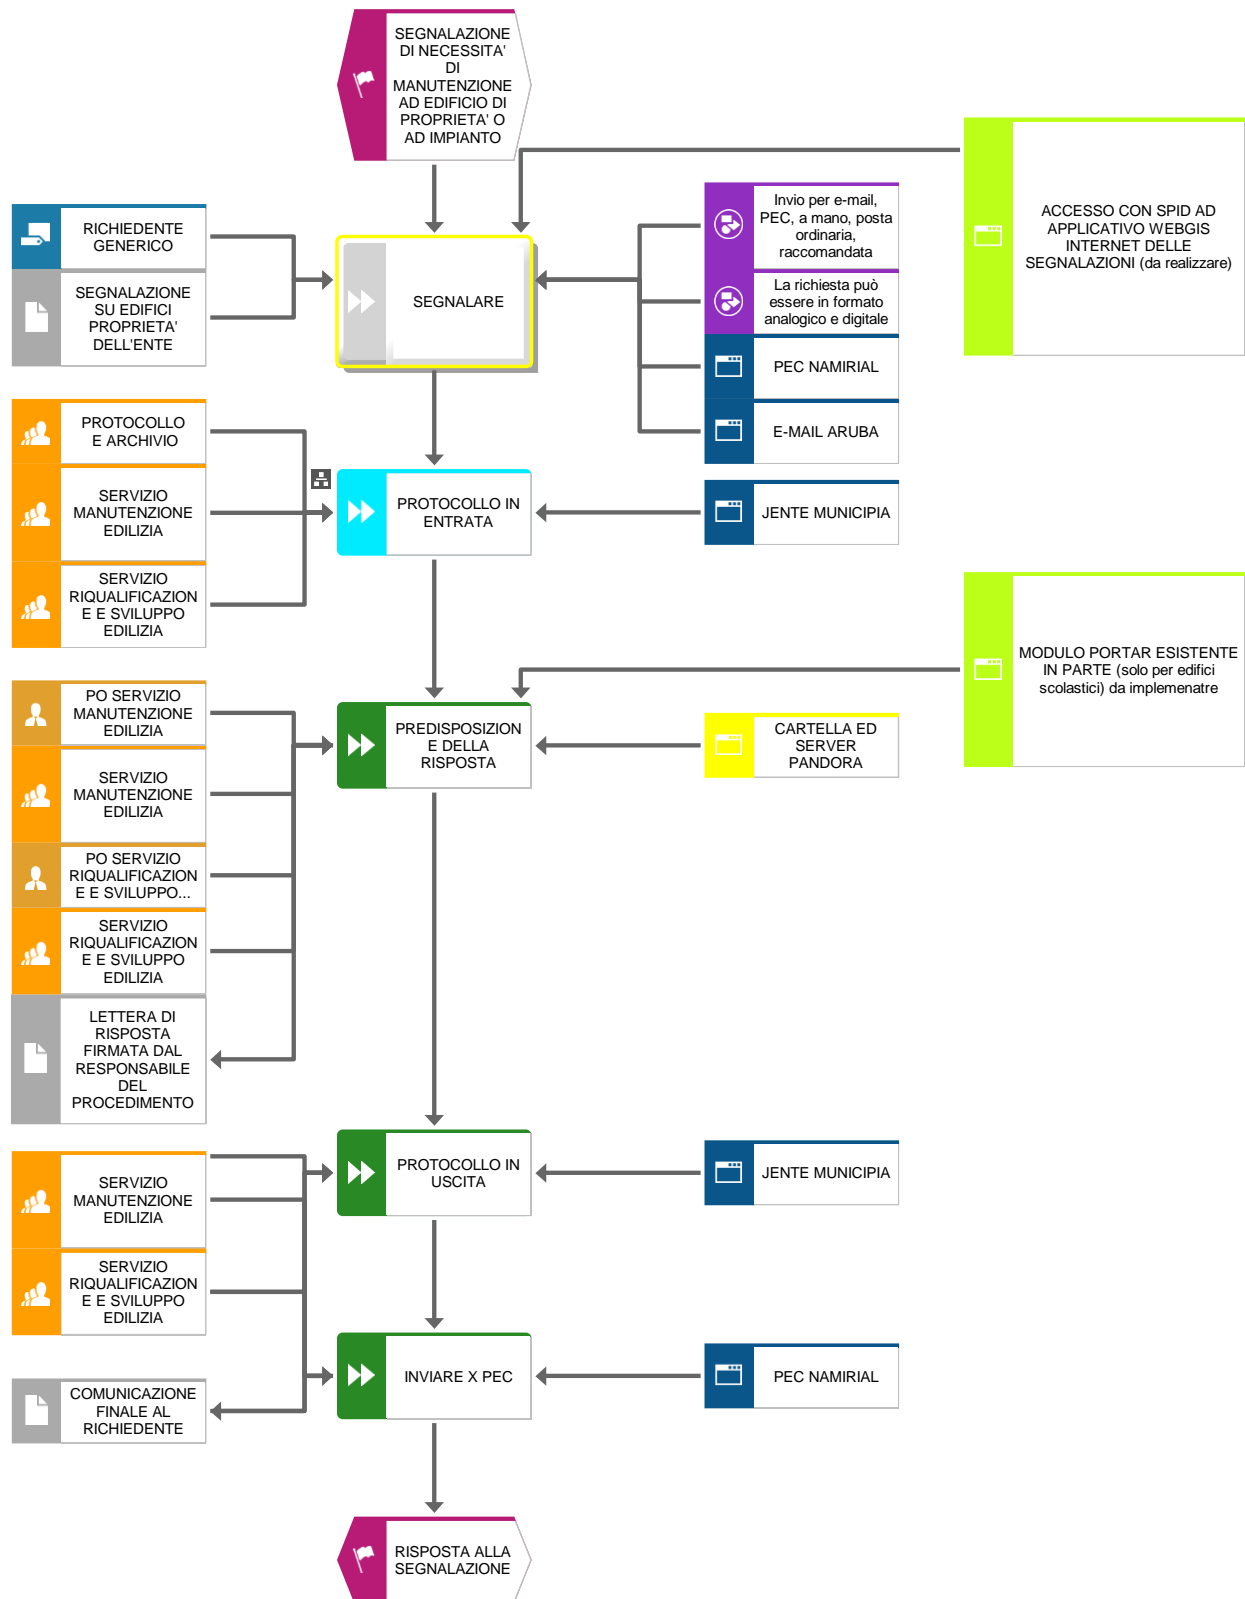 SEGNALAZIONE
DI NECESSITA'
DI
MANUTENZIONE
AD EDIFICIO DI
PROPRIETA' O
AD IMPIANTO
ACCESSO CON SPID AD
APPLICATIVO WEBGIS
INTERNET DELLE
SEGNALAZIONI (da realizzare)
RICHIEDENTE
GENERICO
SEGNALAZIONE
SU EDIFICI
PROPRIETA'
DELL'ENTE
SEGNALARE
Invio per e-mail,
PEC, a mano, posta
ordinaria,
raccomandata
La richiesta può
essere in formato
analogico e digitale
PEC NAMIRIAL
E-MAIL ARUBA
PROTOCOLLO
E ARCHIVIO
SERVIZIO
MANUTENZIONE
EDILIZIA
SERVIZIO
RIQUALIFICAZION
E E SVILUPPO
EDILIZIA
PROTOCOLLO IN
ENTRATA
JENTE MUNICIPIA
MODULO PORTAR ESISTENTE
IN PARTE (solo per edifici
scolastici) da implemenatre
PO SERVIZIO
MANUTENZIONE
EDILIZIA
SERVIZIO
MANUTENZIONE
EDILIZIA
PO SERVIZIO
RIQUALIFICAZION
E E SVILUPPO...
SERVIZIO
RIQUALIFICAZION
E E SVILUPPO
EDILIZIA
LETTERA DI
RISPOSTA
FIRMATA DAL
RESPONSABILE
DEL
PROCEDIMENTO
PREDISPOSIZION
E DELLA
RISPOSTA
CARTELLA ED
SERVER
PANDORA
SERVIZIO
MANUTENZIONE
EDILIZIA
SERVIZIO
RIQUALIFICAZION
E E SVILUPPO
EDILIZIA
PROTOCOLLO IN
USCITA
JENTE MUNICIPIA
COMUNICAZIONE
FINALE AL
RICHIEDENTE
INVIARE X PEC
PEC NAMIRIAL
RISPOSTA ALLA
SEGNALAZIONE